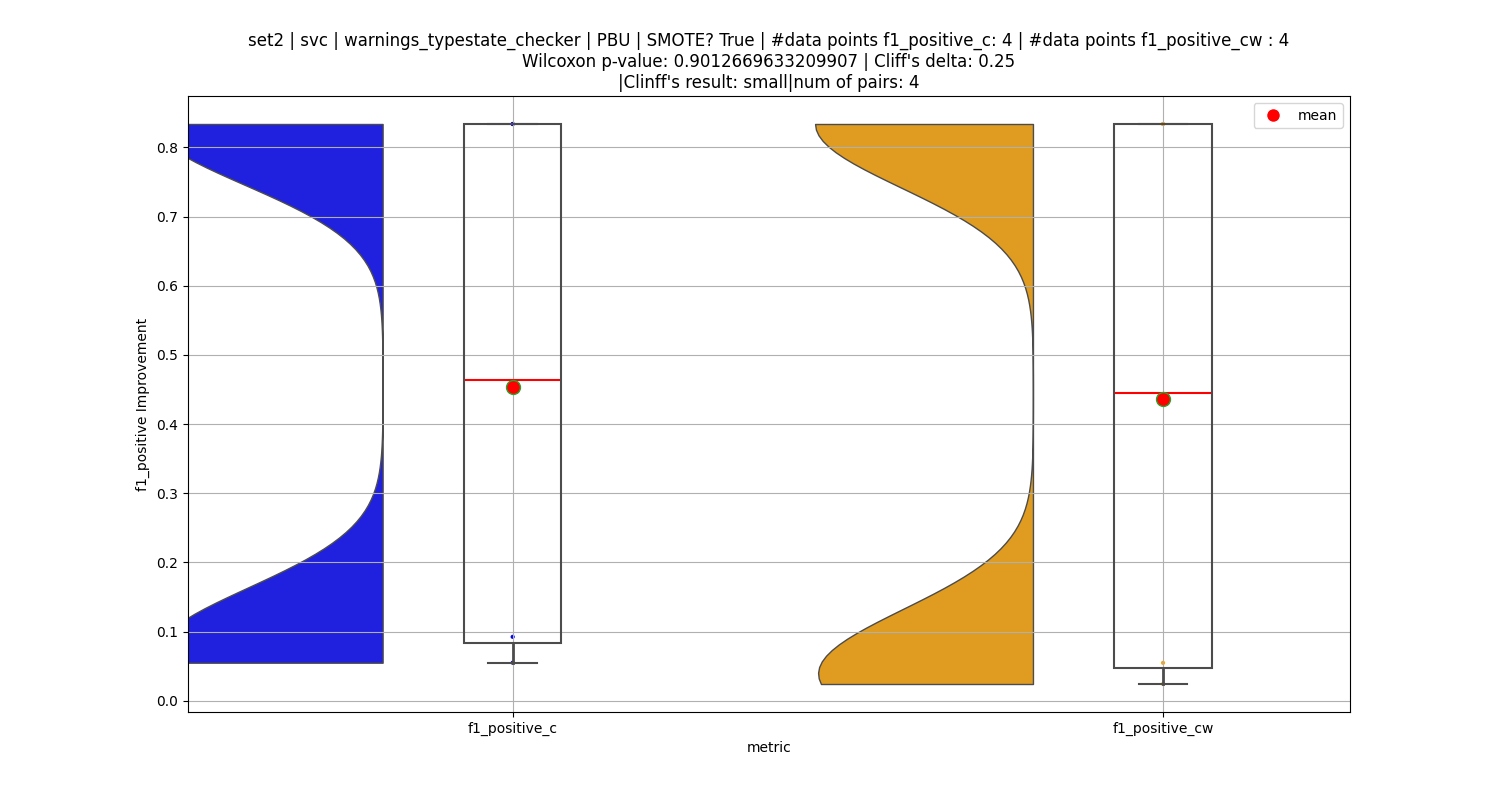 set2 | svc | warnings_typestate_checker | PBU | SMOTE? True | #data points f1_positive_c: 4 | #data points f1_positive_cw : 4
Wilcoxon p-value: 0.9012669633209907 | Cliff's delta: 0.25
|Clinff's result: small|num of pairs: 4
mean
0.8
0.7
0.6
0.5
0.4
0.3
0.2
0.1
0.0
f1_positive Improvement
f1_positive_c
f1_positive_cw
metric